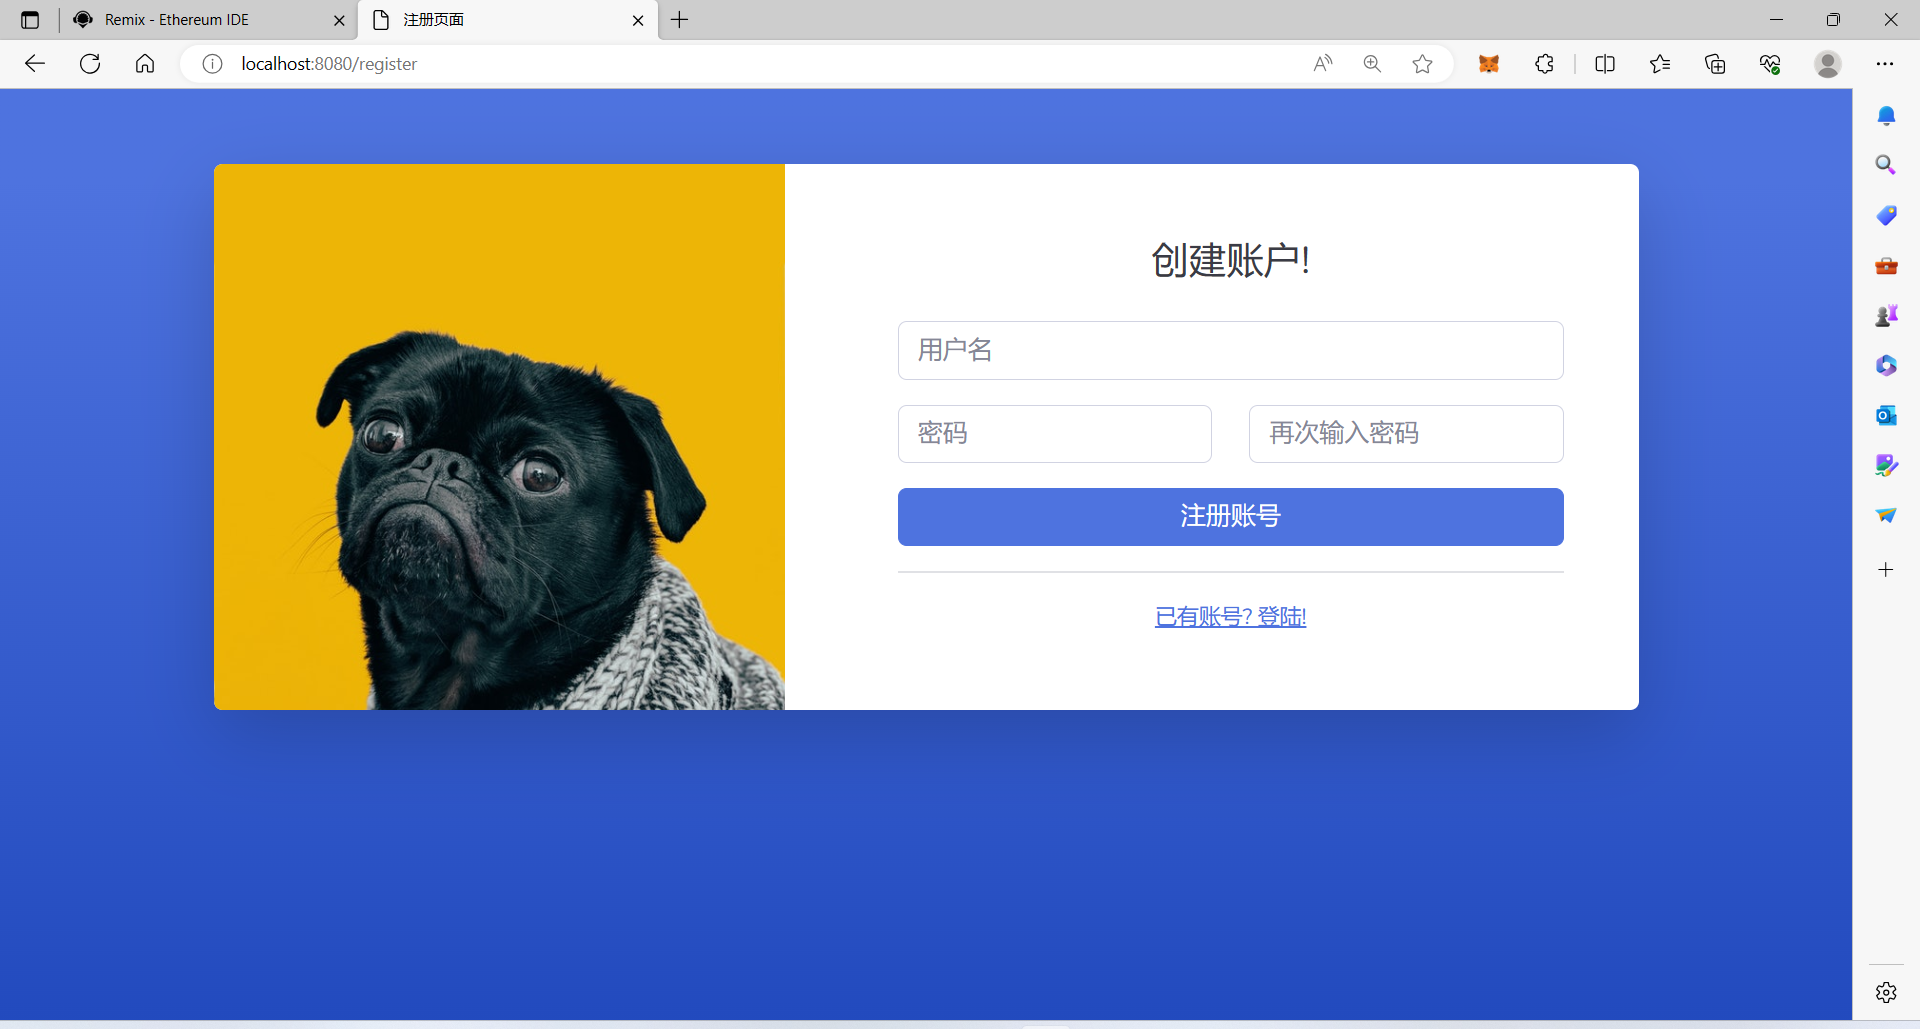 Remix - Ethereum IDE
注册页面
localhost:8080/register
创建账户!
用户名
密码
再次输入密码
注册账号
已有账号? 登陆!